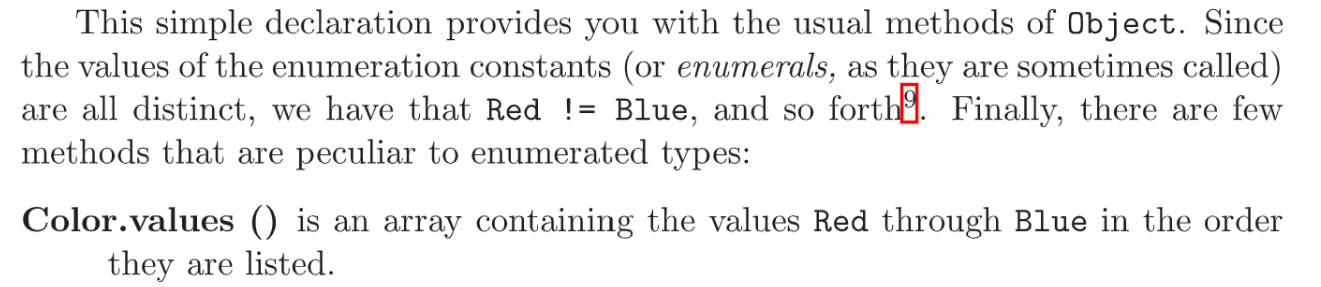 This simple declaration provides you with the usual methods of Object. Since
the values of the enumeration constants (or enumerals, as they are sometimes called)
are all distinct, we have that Red != Blue, and so forth9. Finally, there are few
methods that are peculiar to enumerated types:
Color.values () is an array containing the values Red through Blue in the order
they are listed.